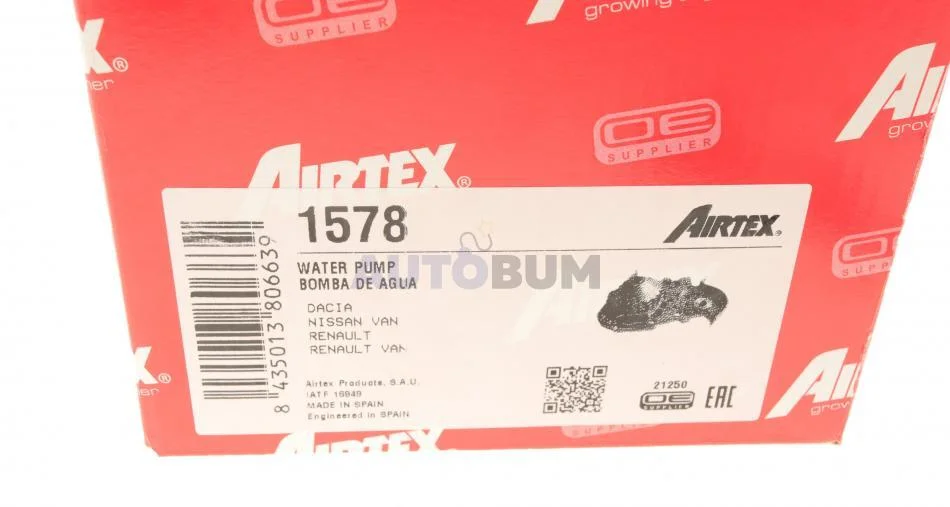 OE
SUPPLIER
growing
AIRTEX®
OE
SUPPLIER
AIRTEX®
1578
AIRTEX®
WATER PUMP
BOMBA DE AGUA
AUTOBUM
DACIA
NISSAN VAN
RENAULT
RENAULT VAN
8 435013 806639
Airtex Products, S.A.U.
IATF 16949
MADE IN SPAIN
Engineered in SPAIN
21250
OE
SUPPLIER
EAC
AIRTEX